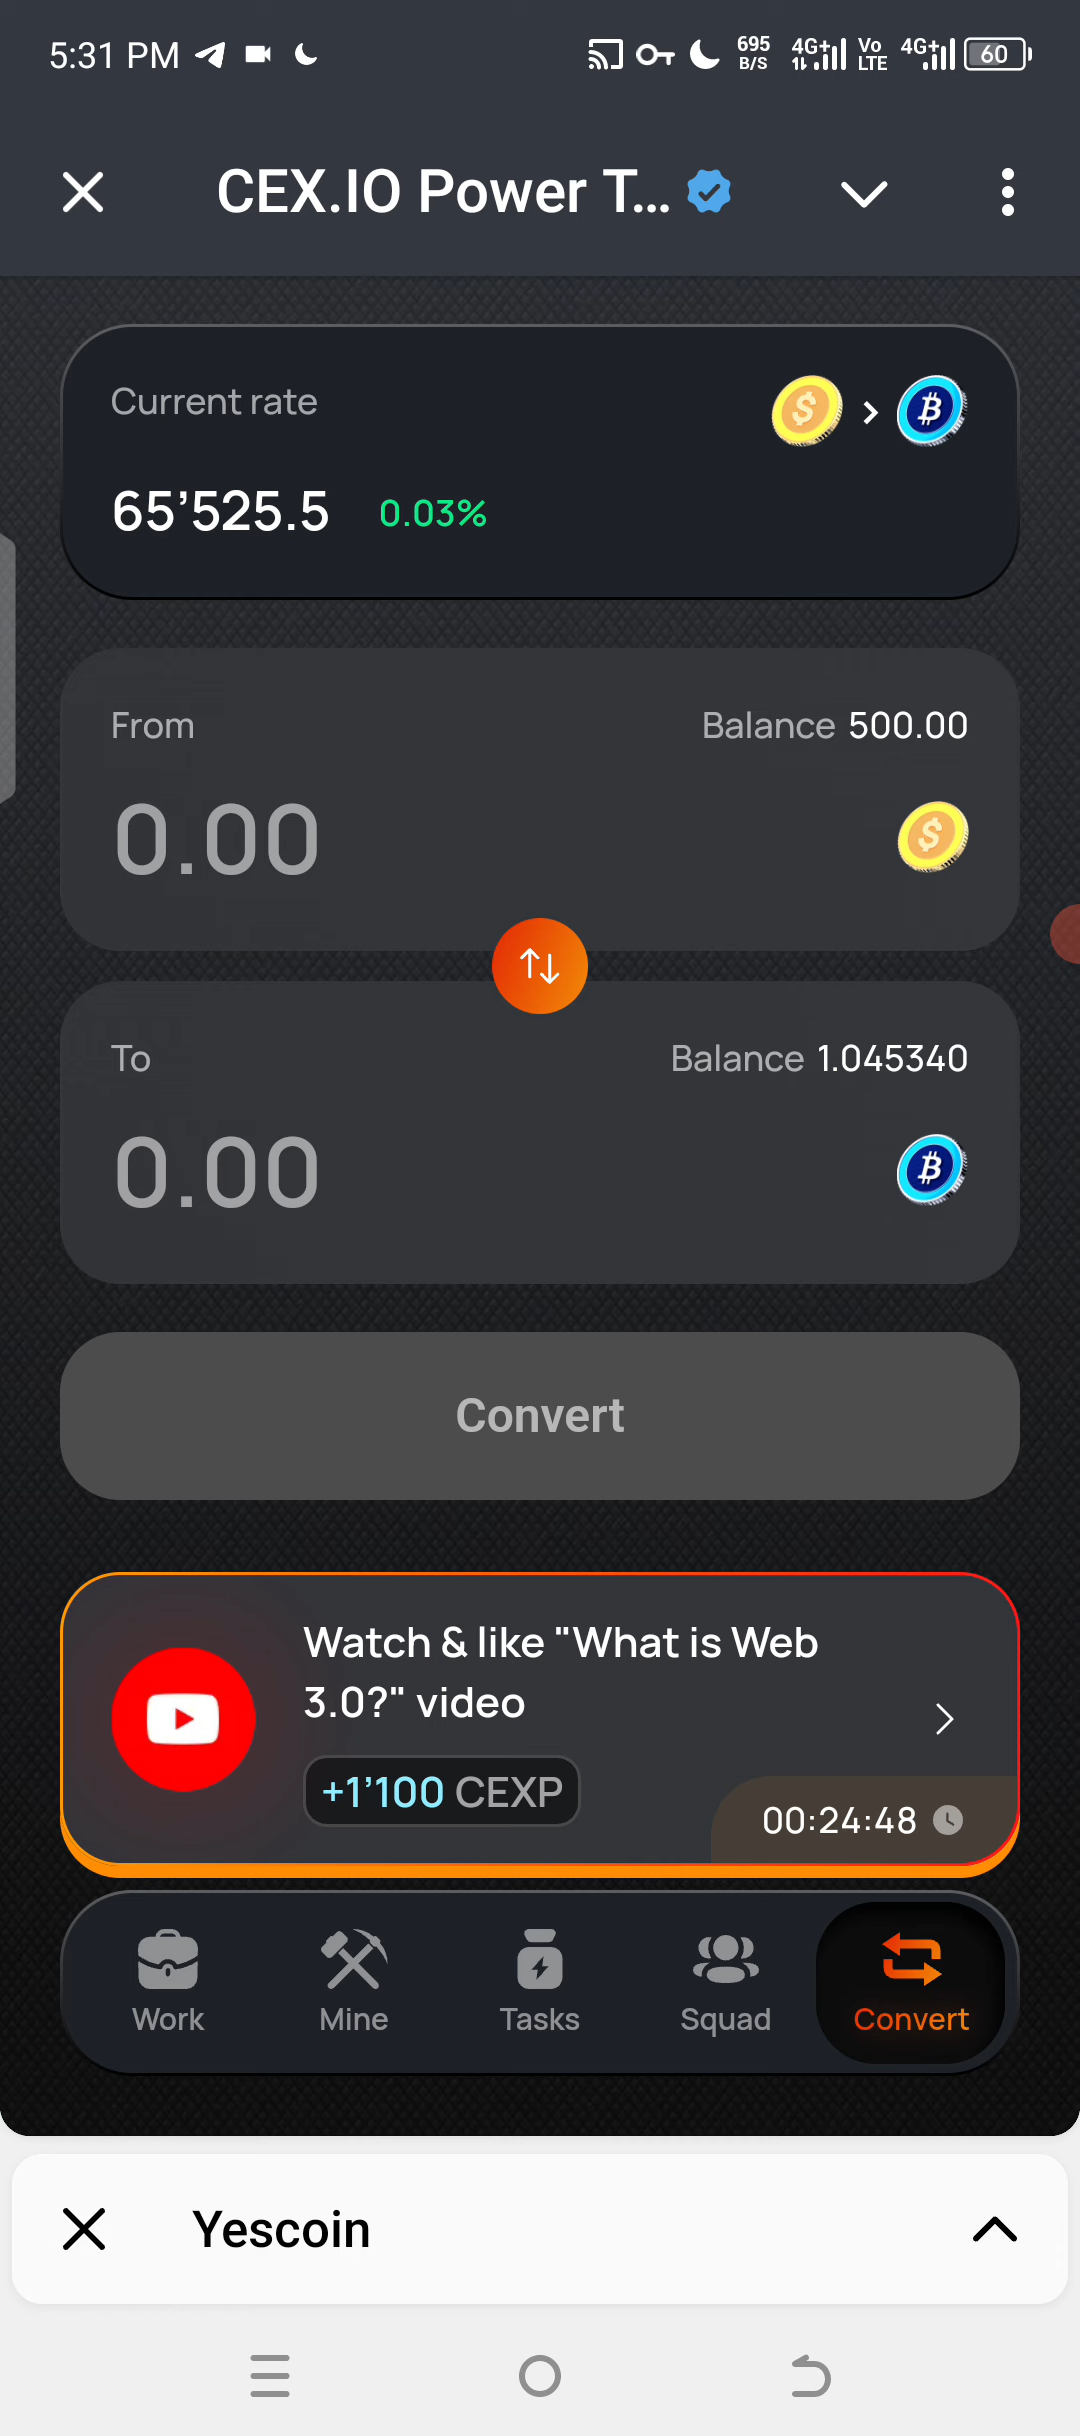 5:31 PM
695 B/S 4G+ VoLTE 4G+ 60
CEX.IO Power T...
Current rate
65’525.5 0.03%
From Balance 500.00
0.00
To Balance 1.045340
0.00
Convert
Watch & like "What is Web
3.0?" video
+1’100 CEXP
00:24:48
Work Mine Tasks Squad Convert
Yescoin